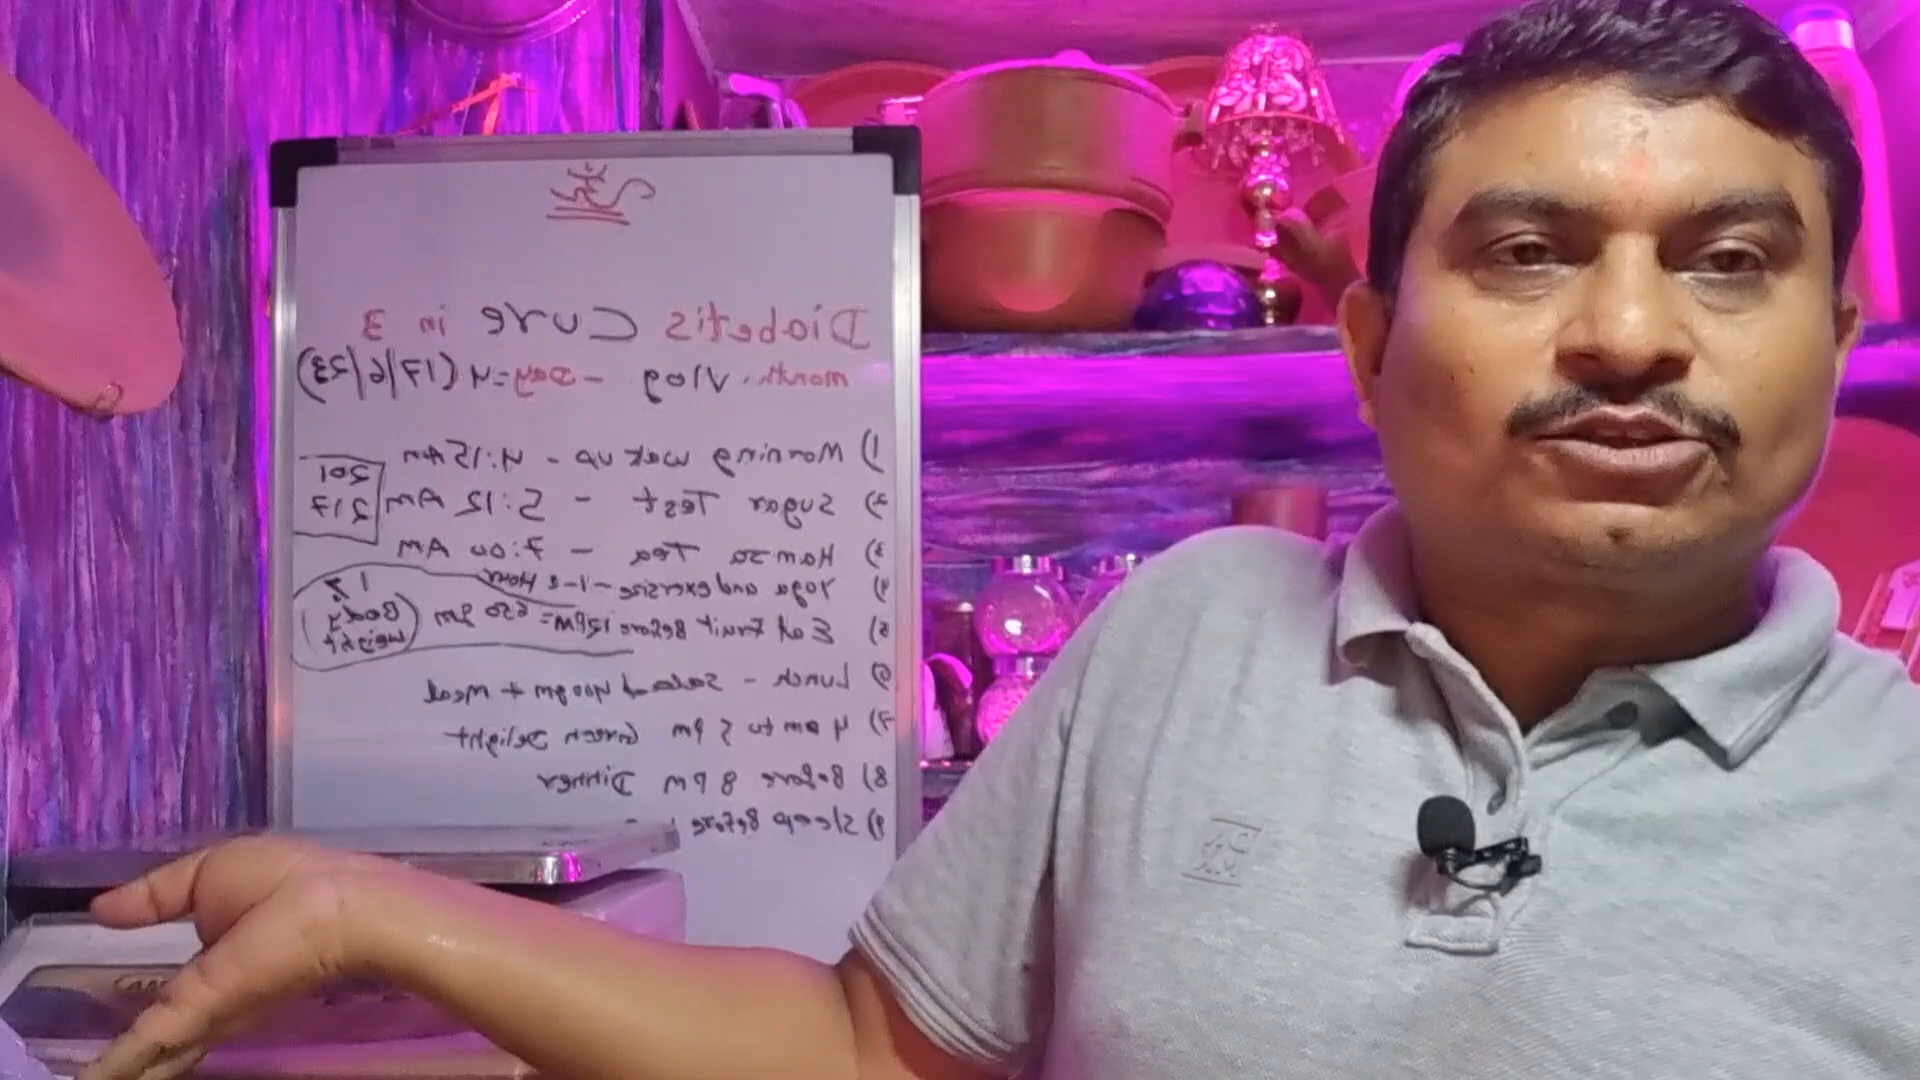 श्री
Diabetis Cure in 3
month. Vlog - Day=4 (17/6/23)
1) Morning wak up - 4:15 Am
201
2) Sugar Test - 5:12 AM
217
3) Hamsa Tea - 7:00 AM
4) Yoga and exersise - 1-2 Hour
5) Eat Fruit Before 12PM = 650 gm
1%
Body
weight
6) Lunch - Salad 400gm + Meal
7) 4 am to 5 Pm Green Delight
8) Before 8 PM Dinner
9) Sleep Before